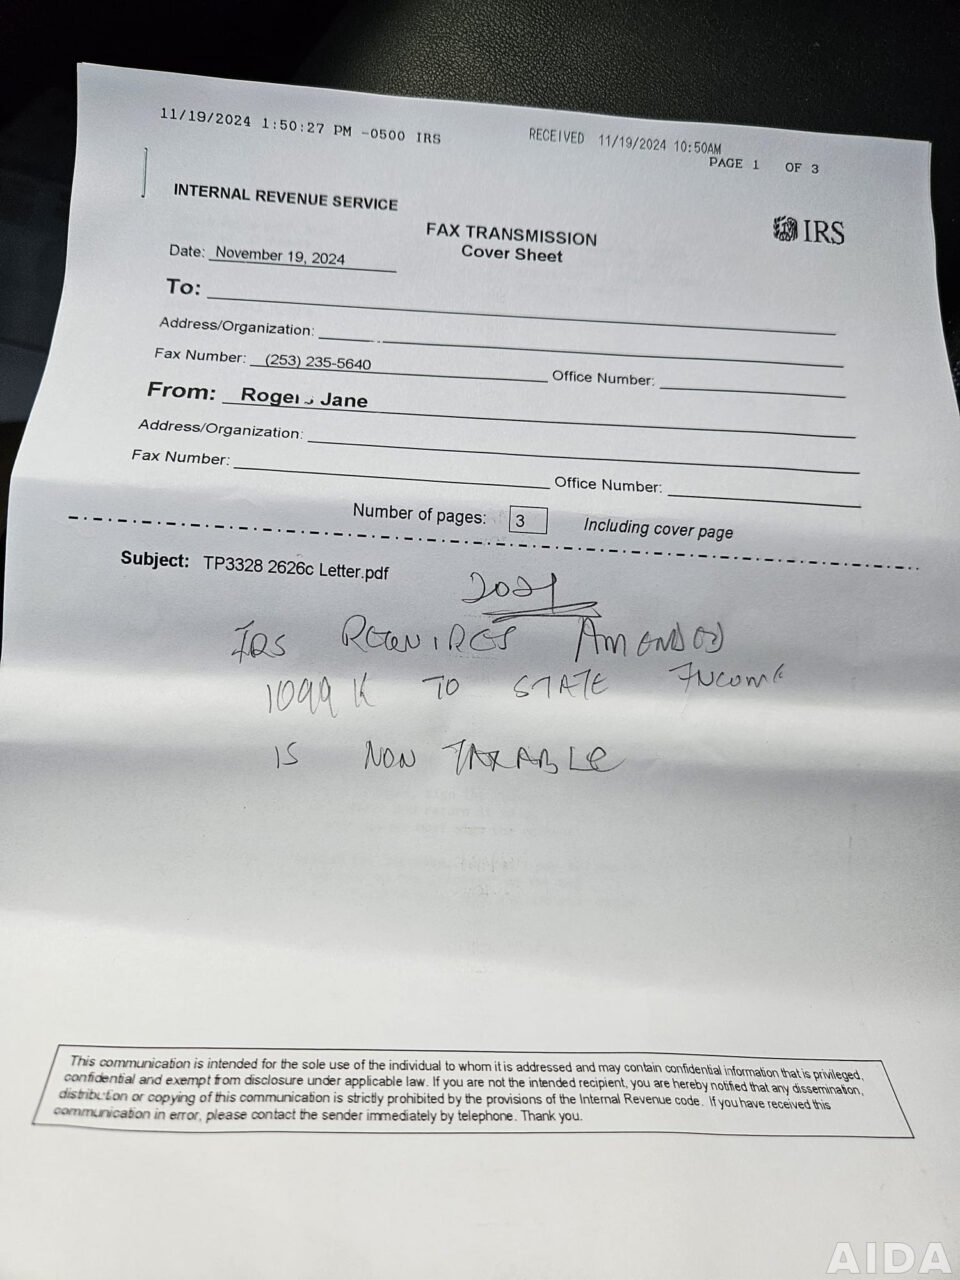 11/19/2024 1:50:27 PM -0500 IRS
RECEIVED 11/19/2024 10:50AM
PAGE 1 OF 3
INTERNAL REVENUE SERVICE
IRS
FAX TRANSMISSION
Cover Sheet
Date: November 19, 2024
To:
Address/Organization:
Fax Number: (253) 235-5640
Office Number:
From: Rogers Jane
Address/Organization:
Fax Number:
Office Number:
Number of pages: 3 Including cover page
Subject: TP3328 2626c Letter.pdf
2021
IRS REQUIRES AMENDED
1099 K TO STATE INCOME
IS NON TAXABLE
This communication is intended for the sole use of the individual to whom it is addressed and may contain confidential information that is privileged,
confidential and exempt from disclosure under applicable law. If you are not the intended recipient, you are hereby notified that any dissemination,
distribution or copying of this communication is strictly prohibited by the provisions of the Internal Revenue code. If you have received this
communication in error, please contact the sender immediately by telephone. Thank you.
AIDA